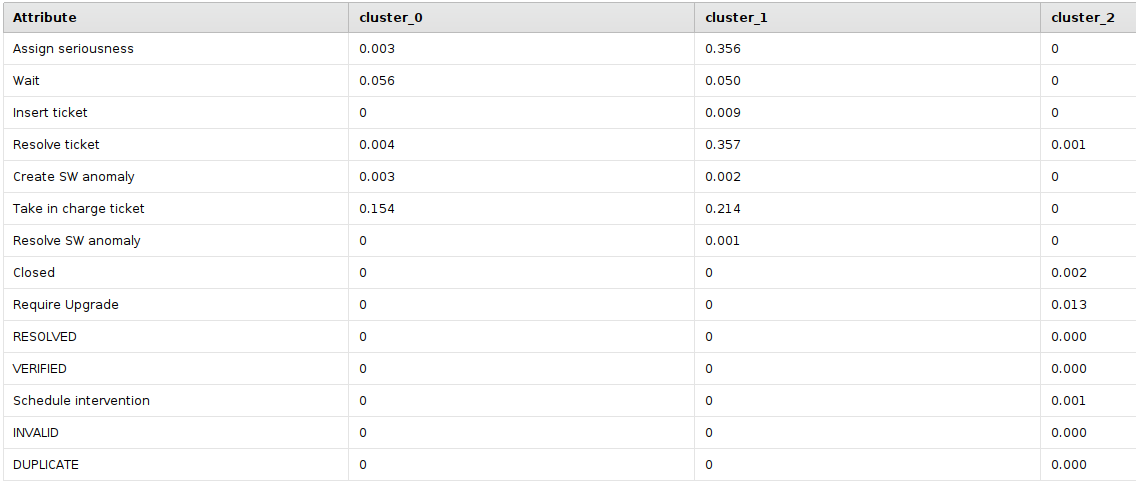 Attribute cluster_0 cluster_1 cluster_2
Assign seriousness 0.003 0.356 0
Wait 0.056 0.050 0
Insert ticket 0 0.009 0
Resolve ticket 0.004 0.357 0.001
Create SW anomaly 0.003 0.002 0
Take in charge ticket 0.154 0.214 0
Resolve SW anomaly 0 0.001 0
Closed 0 0 0.002
Require Upgrade 0 0 0.013
RESOLVED 0 0 0.000
VERIFIED 0 0 0.000
Schedule intervention 0 0 0.001
INVALID 0 0 0.000
DUPLICATE 0 0 0.000